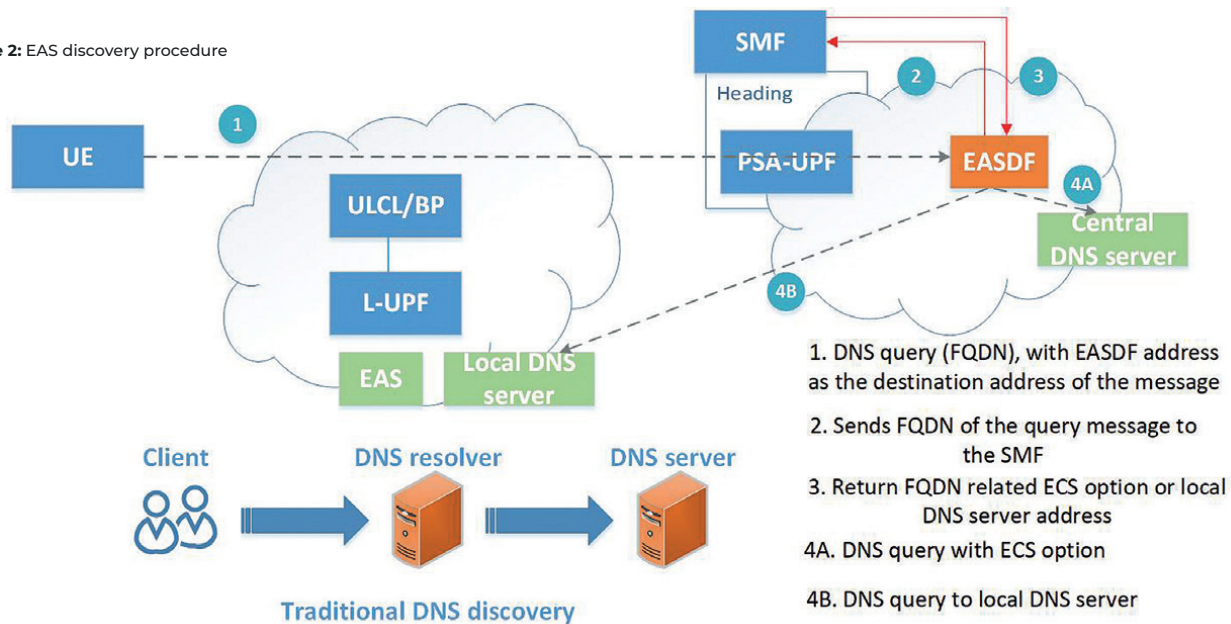 e 2: EAS discovery procedure
SMF
2
3
Heading
1
UE
PSA-UPF
EASDF
4A
ULCL/BP
Central
DNS server
4B
L-UPF
EAS
Local DNS
server
1. DNS query (FQDN), with EASDF address
as the destination address of the message
2. Sends FQDN of the query message to
the SMF
3. Return FQDN related ECS option or local
DNS server address
4A. DNS query with ECS option
4B. DNS query to local DNS server
Client
DNS resolver
DNS server
Traditional DNS discovery